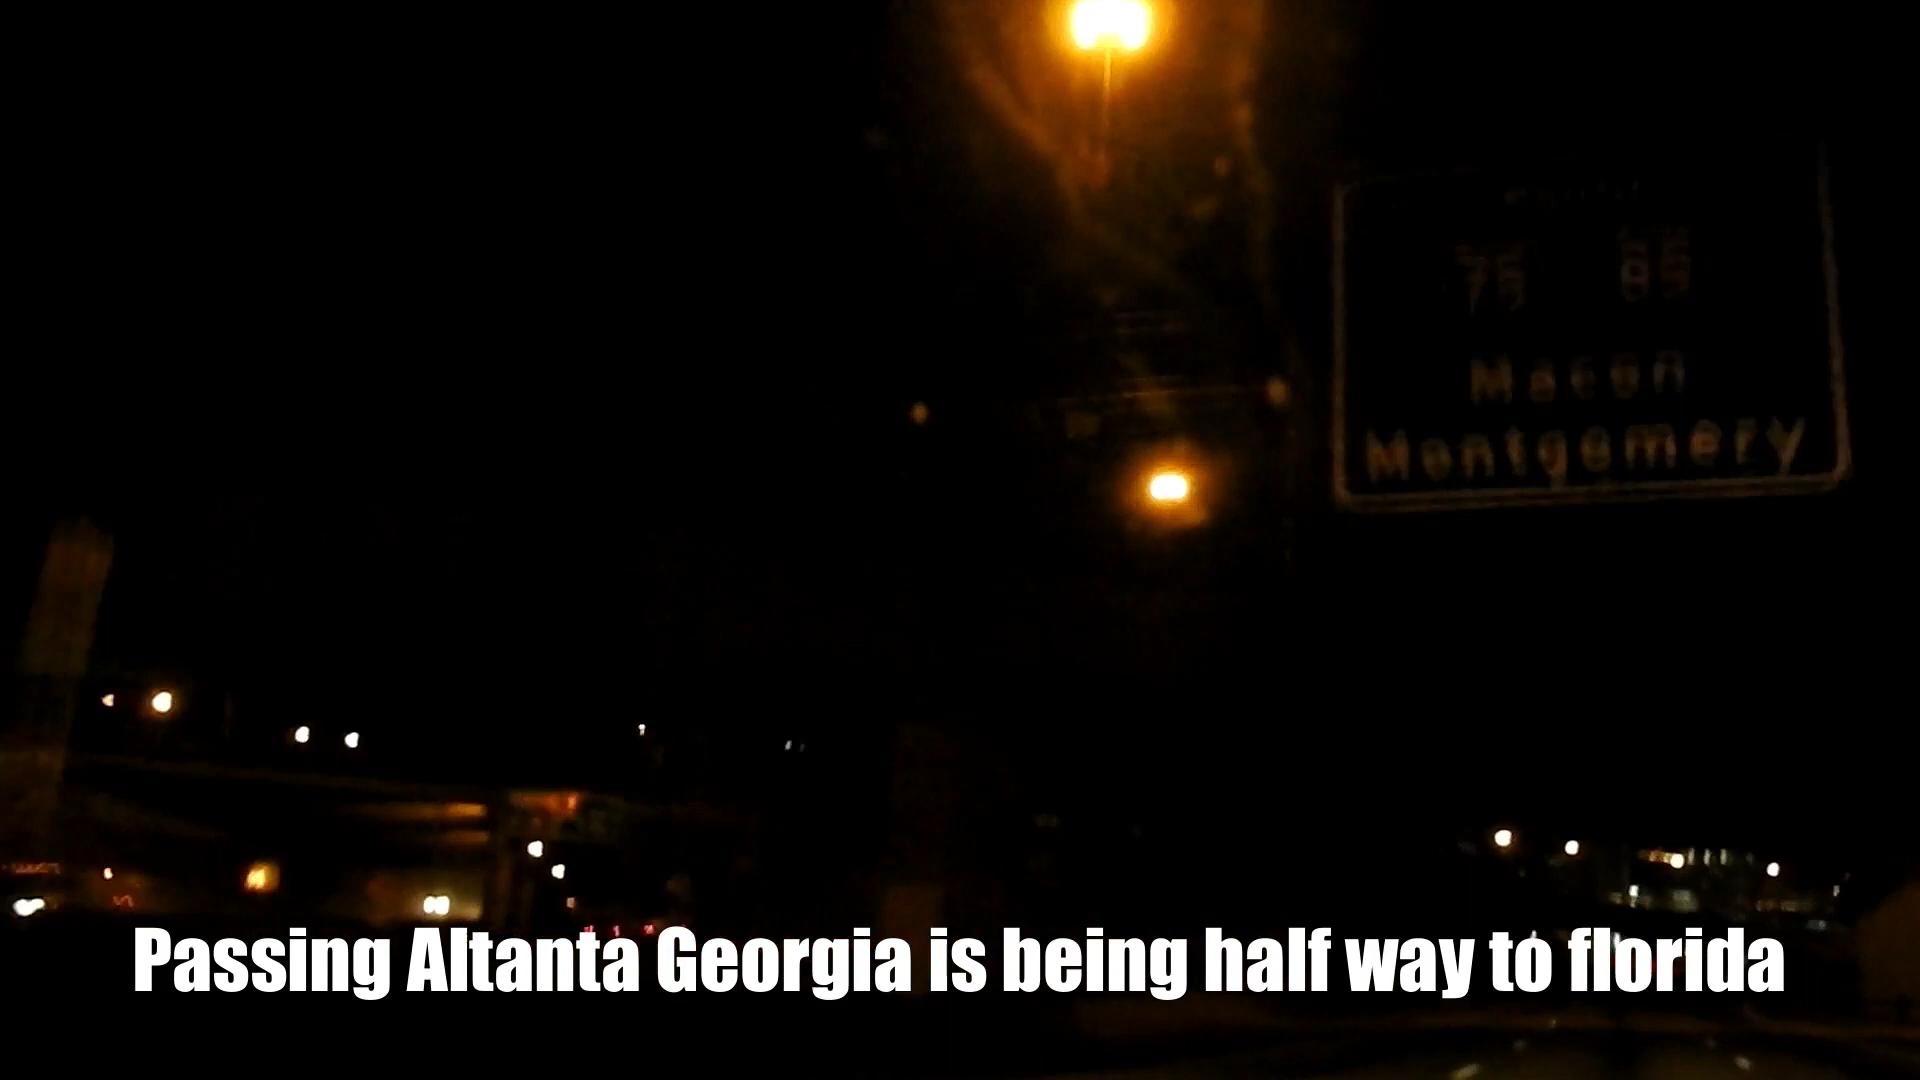 75 85
Macon
Montgomery
Passing Altanta Georgia is being half way to florida